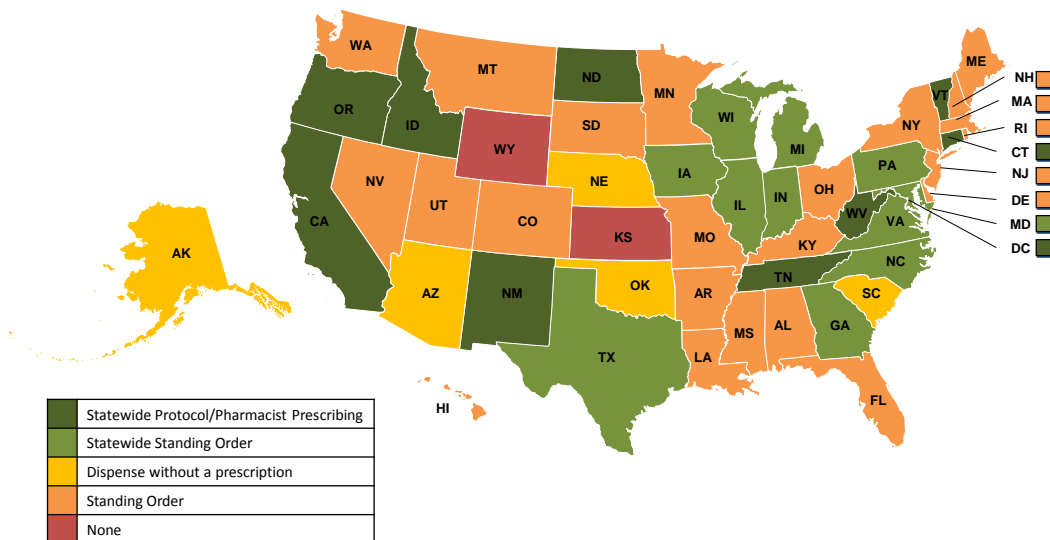 WA
MT
ND
MN
ME
VT
NH
MA
RI
CT
NJ
DE
MD
DC
OR
ID
WY
SD
WI
MI
NY
PA
NV
UT
CO
NE
IA
IL
IN
OH
WV
VA
CA
KS
MO
KY
NC
AK
AZ
NM
OK
AR
TN
SC
TX
LA
MS
AL
GA
FL
HI
Statewide Protocol/Pharmacist Prescribing
Statewide Standing Order
Dispense without a prescription
Standing Order
None